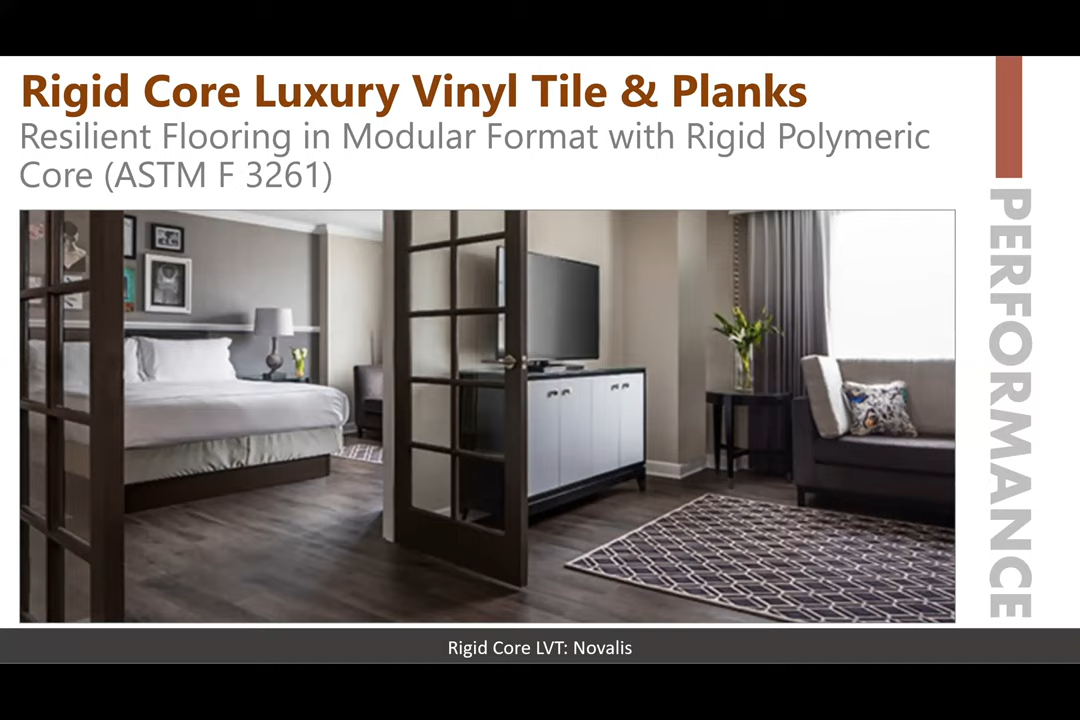 Rigid Core Luxury Vinyl Tile & Planks
Resilient Flooring in Modular Format with Rigid Polymeric
Core (ASTM F 3261)
PERFORMANCE
Rigid Core LVT: Novalis